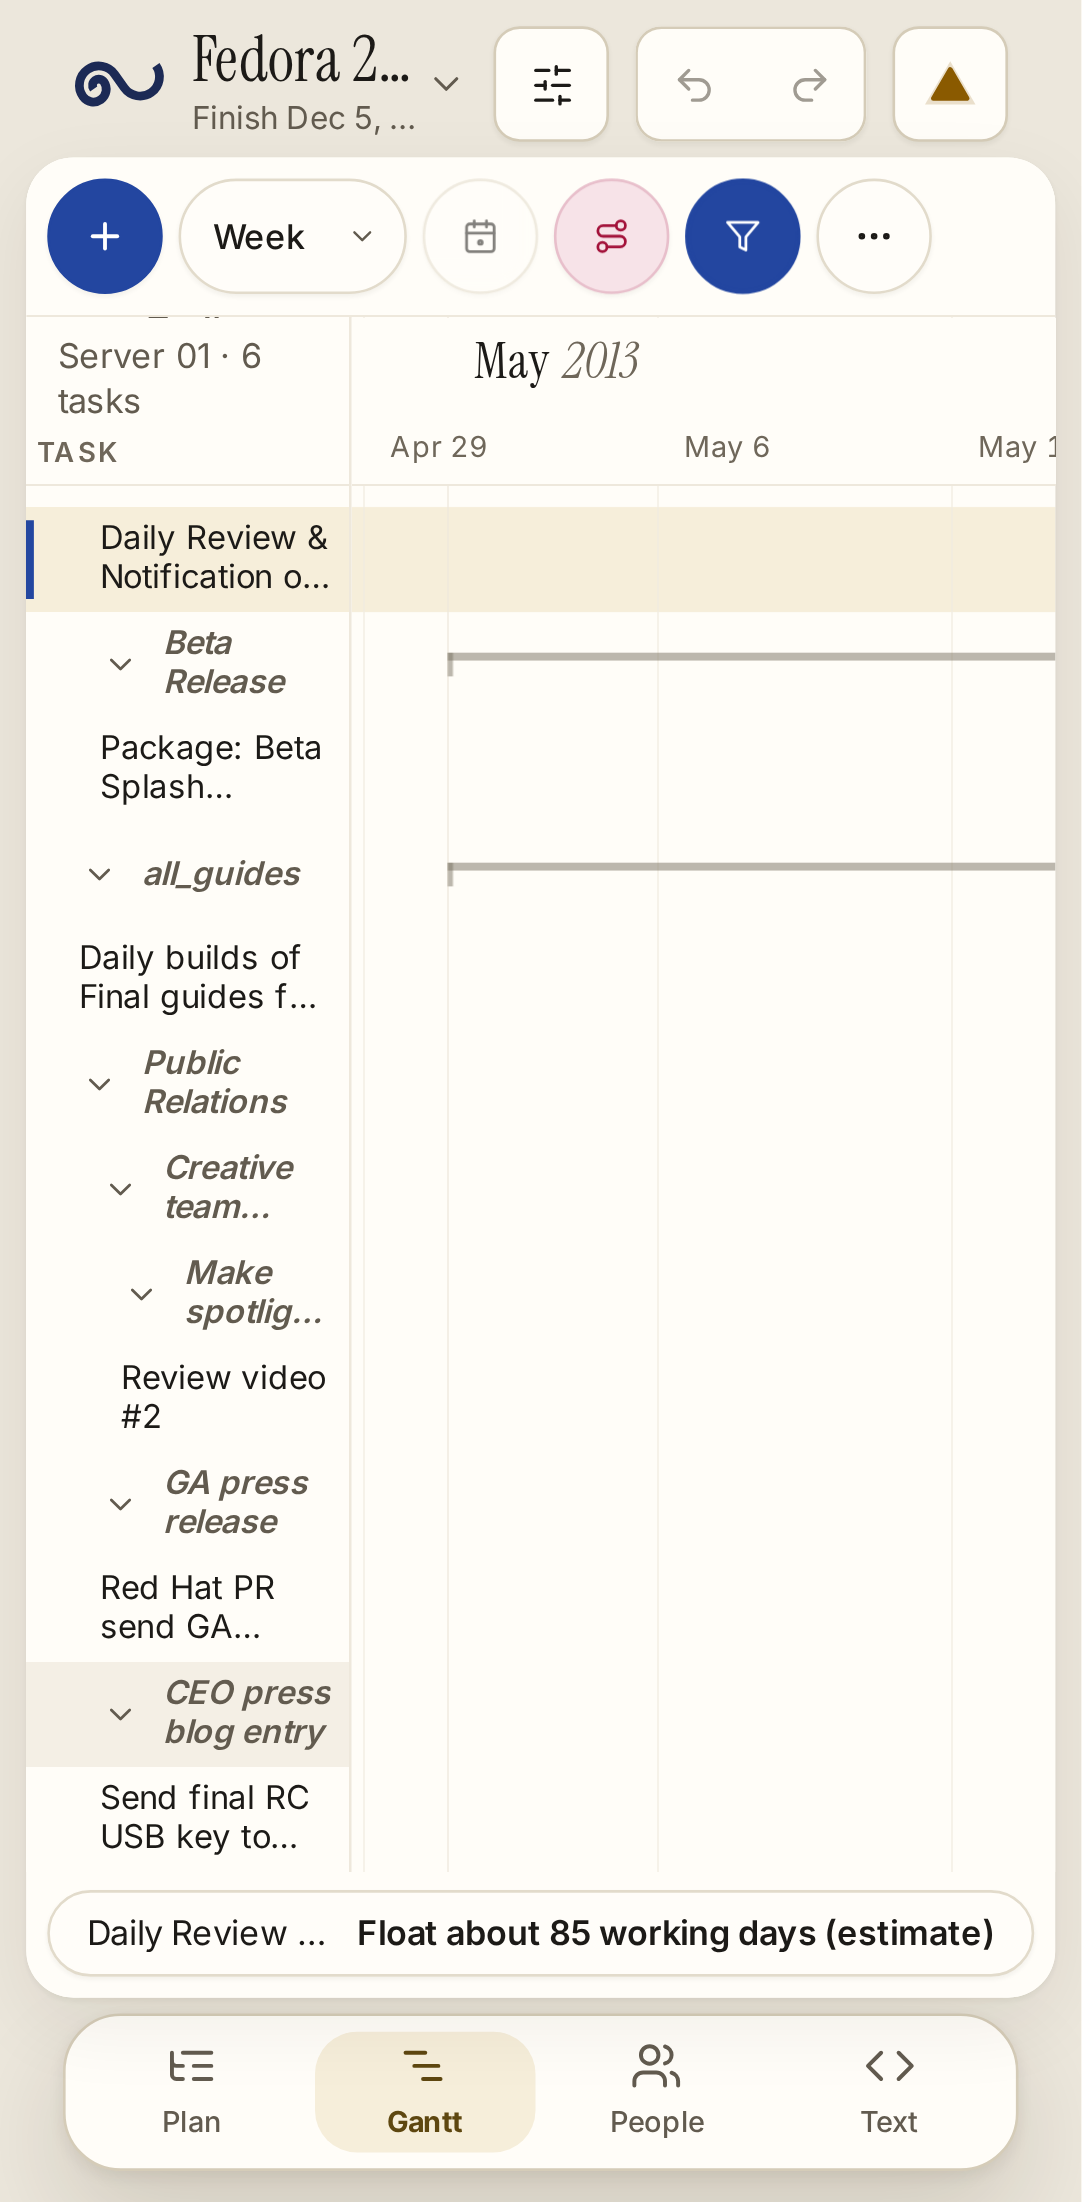 Fedora 2...
Finish Dec 5, ...
Week
Server 01 · 6
tasks
TASK
May 2013
Apr 29
May 6
May 1
Daily Review &
Notification o...
Beta
Release
Package: Beta
Splash...
all_guides
Daily builds of
Final guides f...
Public
Relations
Creative
team...
Make
spotlig...
Review video
#2
GA press
release
Red Hat PR
send GA...
CEO press
blog entry
Send final RC
USB key to...
Daily Review ... Float about 85 working days (estimate)
Plan
Gantt
People
Text